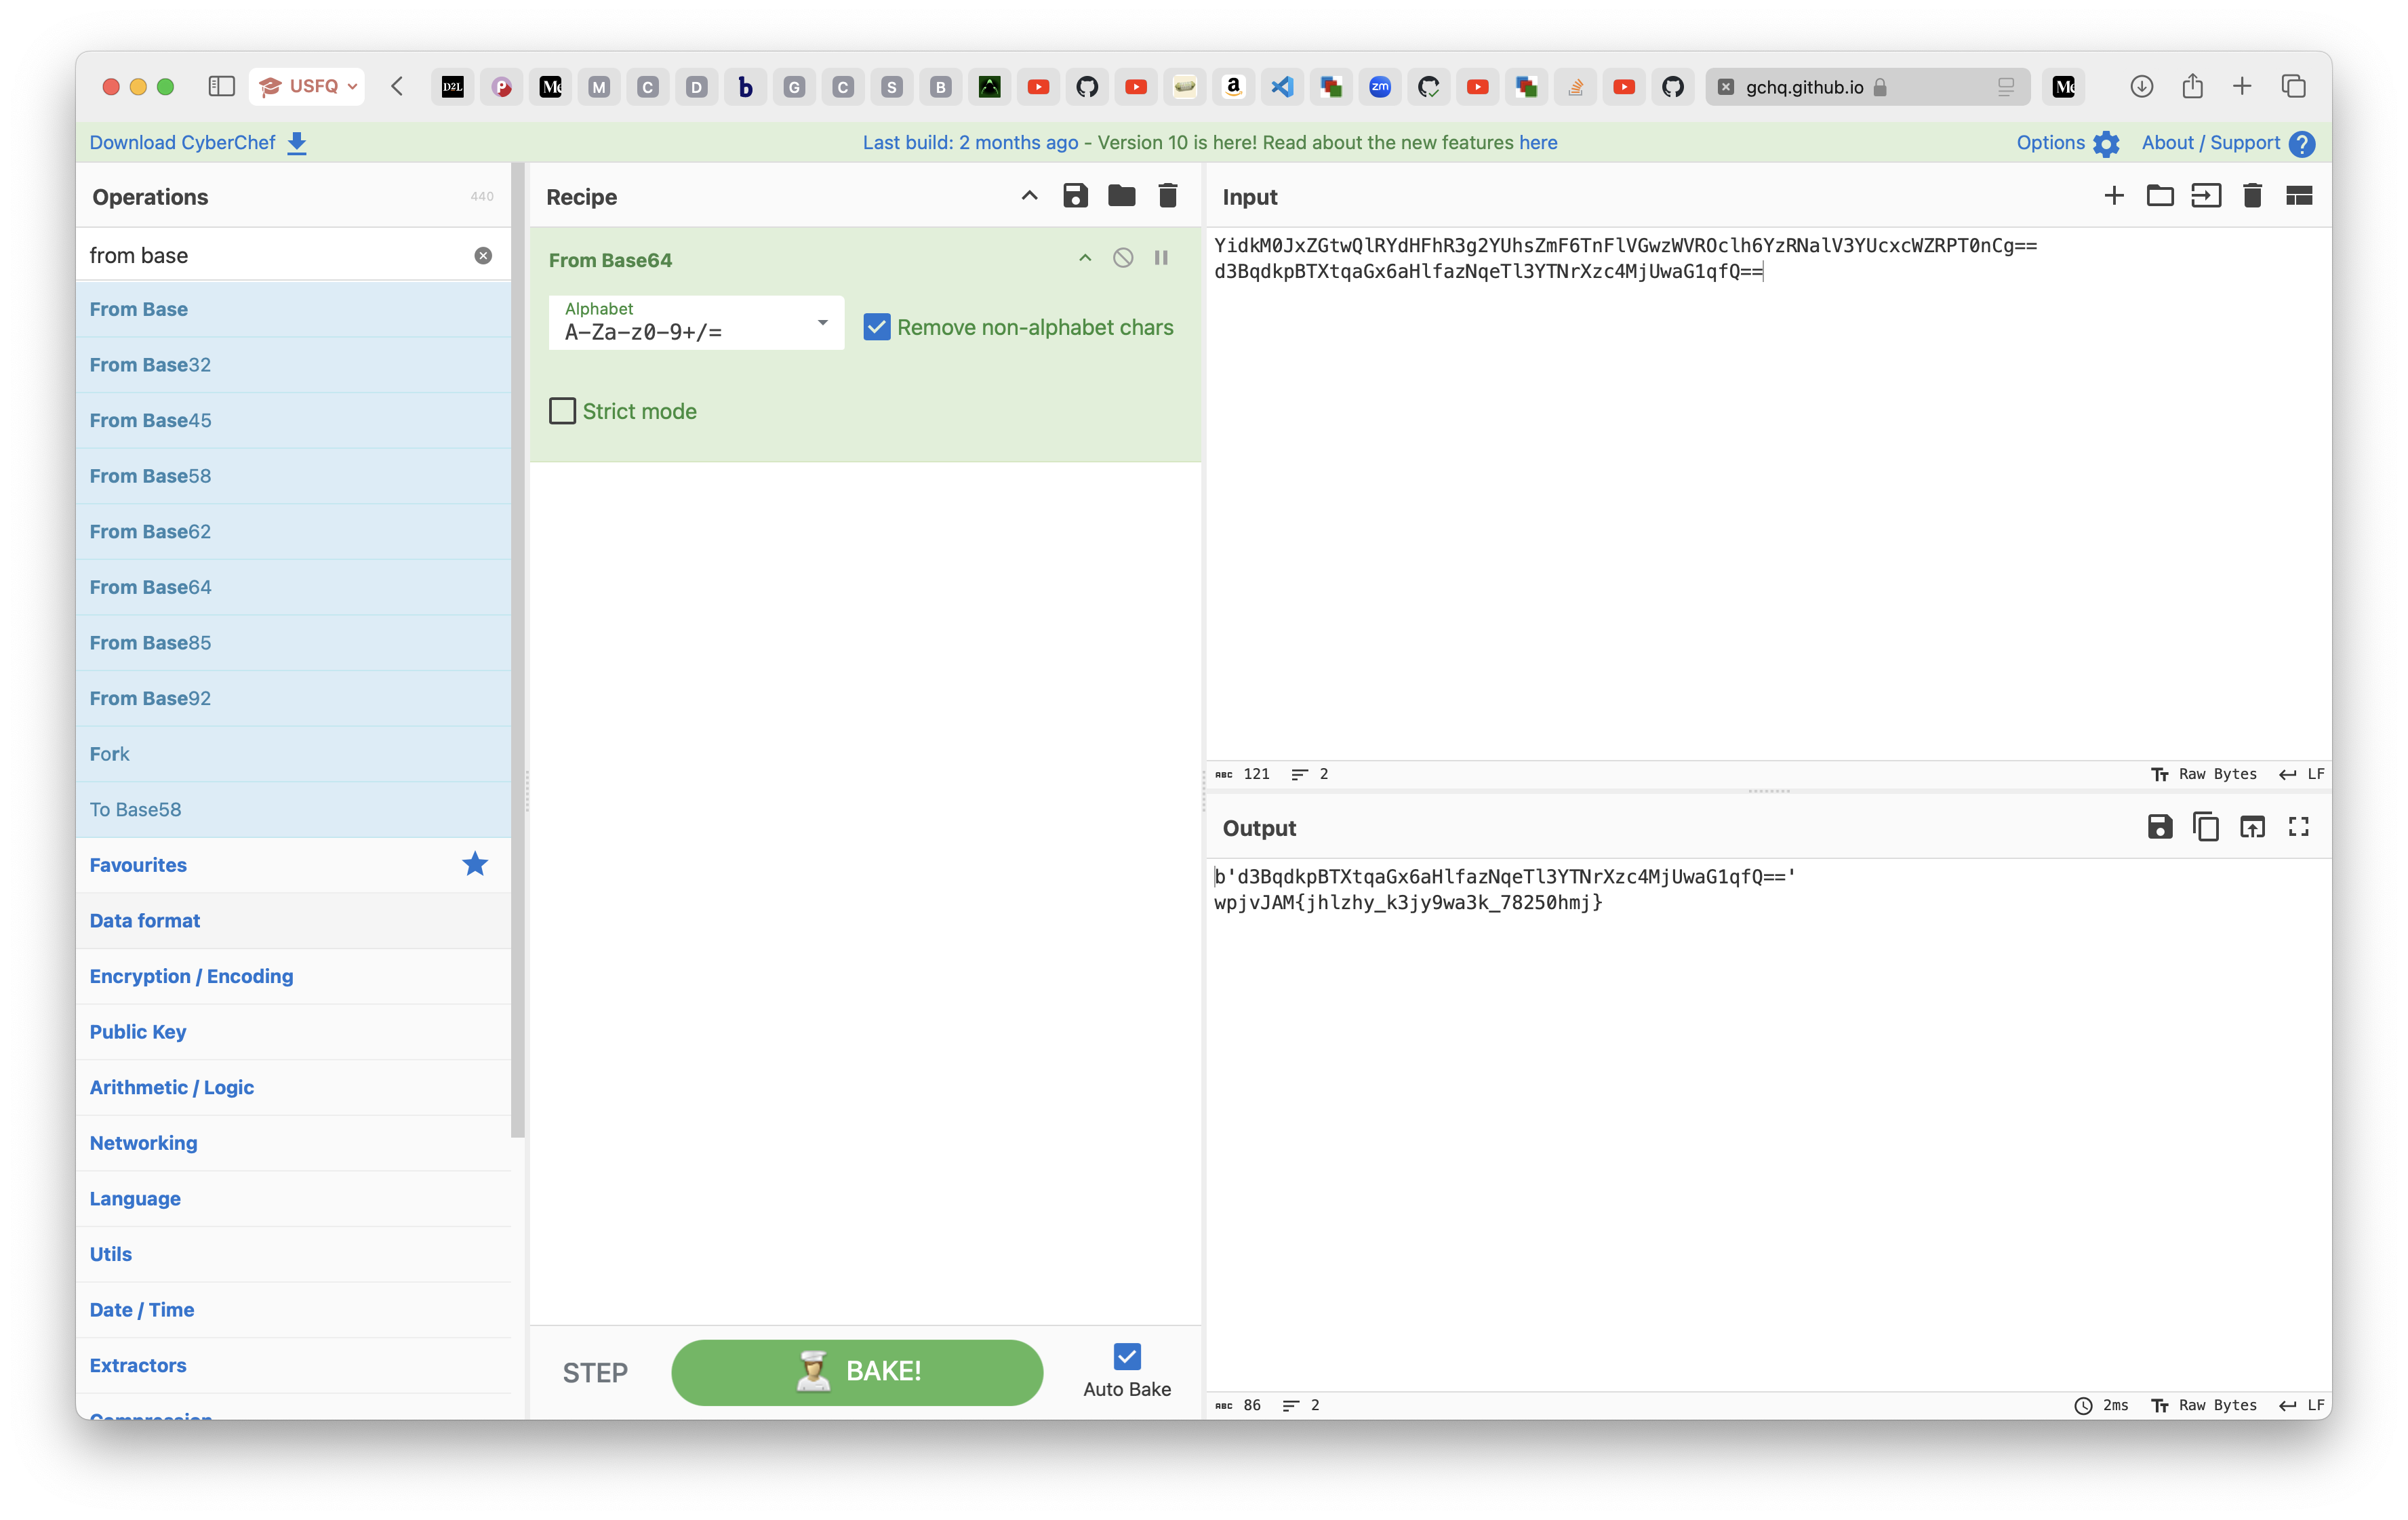 USFQ
D2L
P
M
M
C
D
b
G
C
S
B
a
zm
gchq.github.io
M
Download CyberChef
Last build: 2 months ago - Version 10 is here! Read about the new features here
Options
About / Support
Operations
440
from base
From Base
From Base32
From Base45
From Base58
From Base62
From Base64
From Base85
From Base92
Fork
To Base58
Favourites
Data format
Encryption / Encoding
Public Key
Arithmetic / Logic
Networking
Language
Utils
Date / Time
Extractors
Compression
Recipe
From Base64
Alphabet
A-Za-z0-9+/=
Remove non-alphabet chars
Strict mode
STEP
BAKE!
Auto Bake
Input
YidkM0JxZGtwQlRYdHFhR3g2YUhsZmF6TnFlVGwzWVROclh6YzRNalV3YUcxcWZRPT0nCg==
d3BqdkpBTXtqaGx6aHlfazNqeTl3YTNrXzc4MjUwaG1qfQ==
ABC 121 2
Raw Bytes LF
Output
b'd3BqdkpBTXtqaGx6aHlfazNqeTl3YTNrXzc4MjUwaG1qfQ=='
wpjvJAM{jhlzhy_k3jy9wa3k_78250hmj}
ABC 86 2
2ms Raw Bytes LF